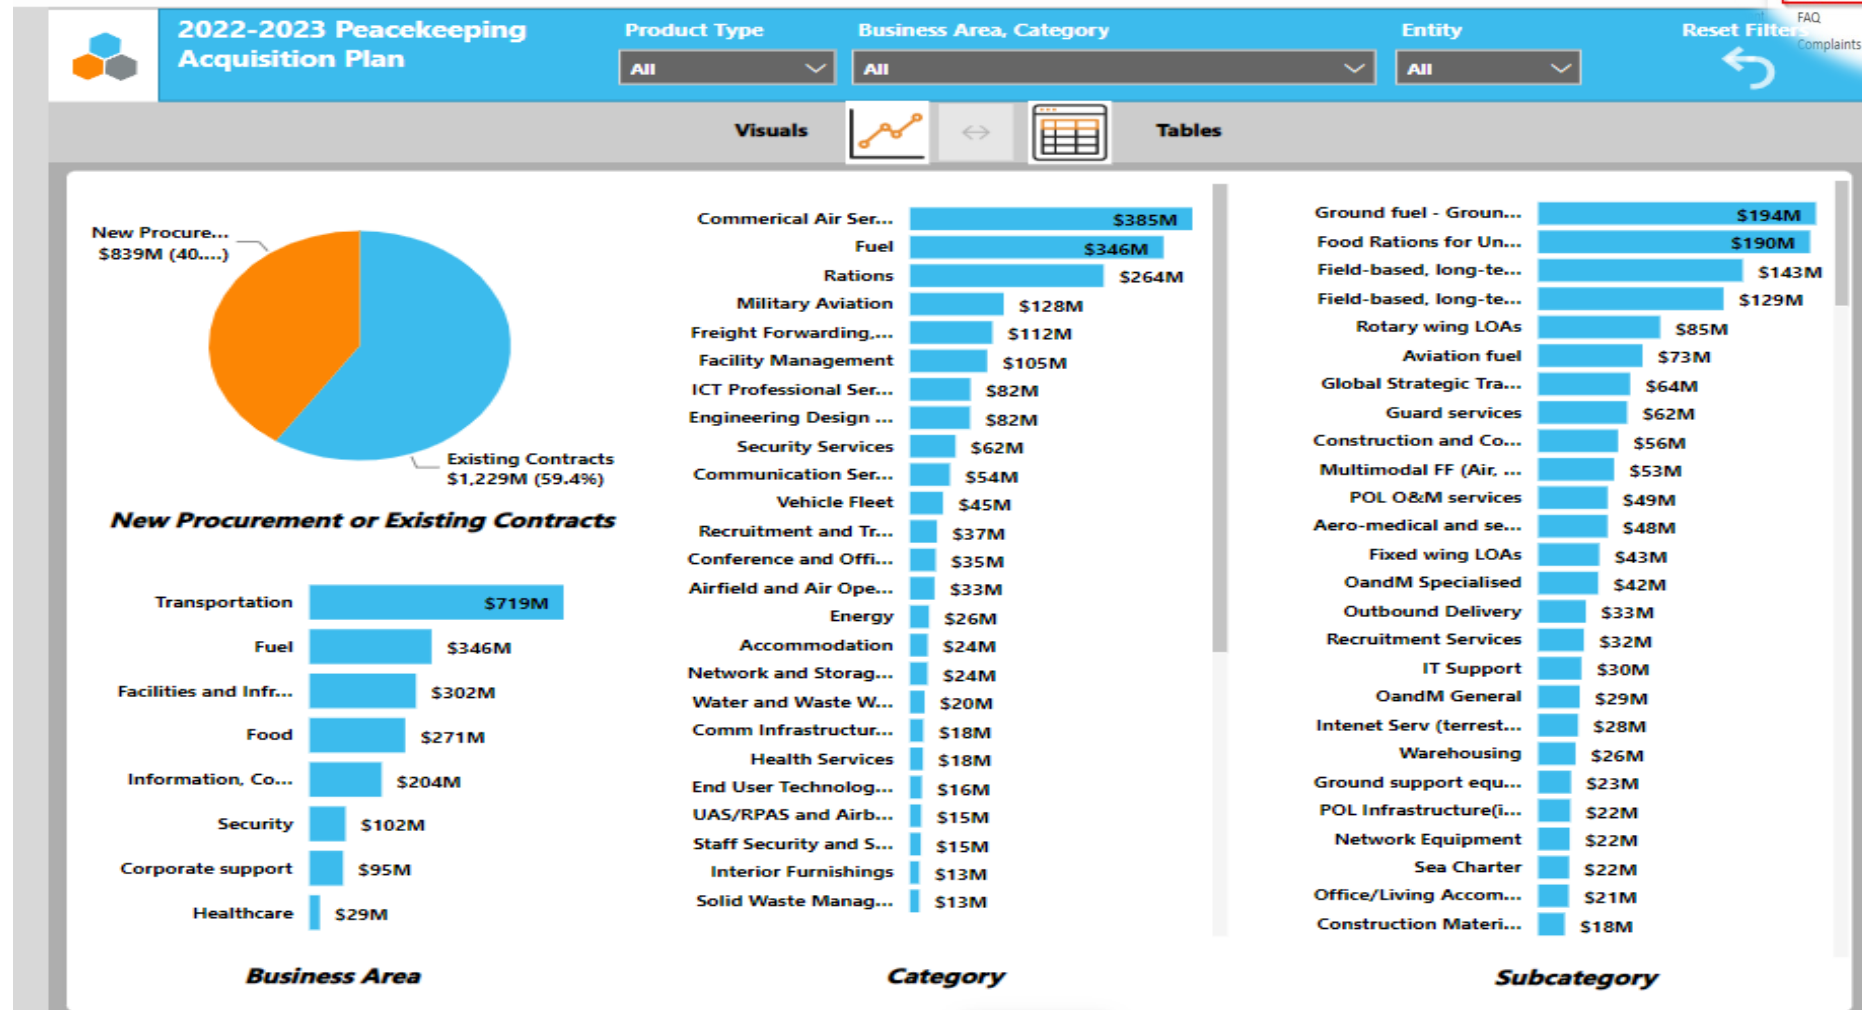 2022-2023 Peacekeeping
Acquisition Plan
Product Type
All
Business Area, Category
All
Entity
All
Reset Filters
FAQ
Complaints
Visuals
Tables
New Procure...
$839M (40....)
Existing Contracts
$1,229M (59.4%)
New Procurement or Existing Contracts
Transportation $719M
Fuel $346M
Facilities and Infr... $302M
Food $271M
Information, Co... $204M
Security $102M
Corporate support $95M
Healthcare $29M
Business Area
Commerical Air Ser... $385M
Fuel $346M
Rations $264M
Military Aviation $128M
Freight Forwarding,... $112M
Facility Management $105M
ICT Professional Ser... $82M
Engineering Design ... $82M
Security Services $62M
Communication Ser... $54M
Vehicle Fleet $45M
Recruitment and Tr... $37M
Conference and Offi... $35M
Airfield and Air Ope... $33M
Energy $26M
Accommodation $24M
Network and Storag... $24M
Water and Waste W... $20M
Comm Infrastructur... $18M
Health Services $18M
End User Technolog... $16M
UAS/RPAS and Airb... $15M
Staff Security and S... $15M
Interior Furnishings $13M
Solid Waste Manag... $13M
Category
Ground fuel - Groun... $194M
Food Rations for Un... $190M
Field-based, long-te... $143M
Field-based, long-te... $129M
Rotary wing LOAs $85M
Aviation fuel $73M
Global Strategic Tra... $64M
Guard services $62M
Construction and Co... $56M
Multimodal FF (Air, ... $53M
POL O&M services $49M
Aero-medical and se... $48M
Fixed wing LOAs $43M
OandM Specialised $42M
Outbound Delivery $33M
Recruitment Services $32M
IT Support $30M
OandM General $29M
Intenet Serv (terrest... $28M
Warehousing $26M
Ground support equ... $23M
POL Infrastructure(i... $22M
Network Equipment $22M
Sea Charter $22M
Office/Living Accom... $21M
Construction Materi... $18M
Subcategory